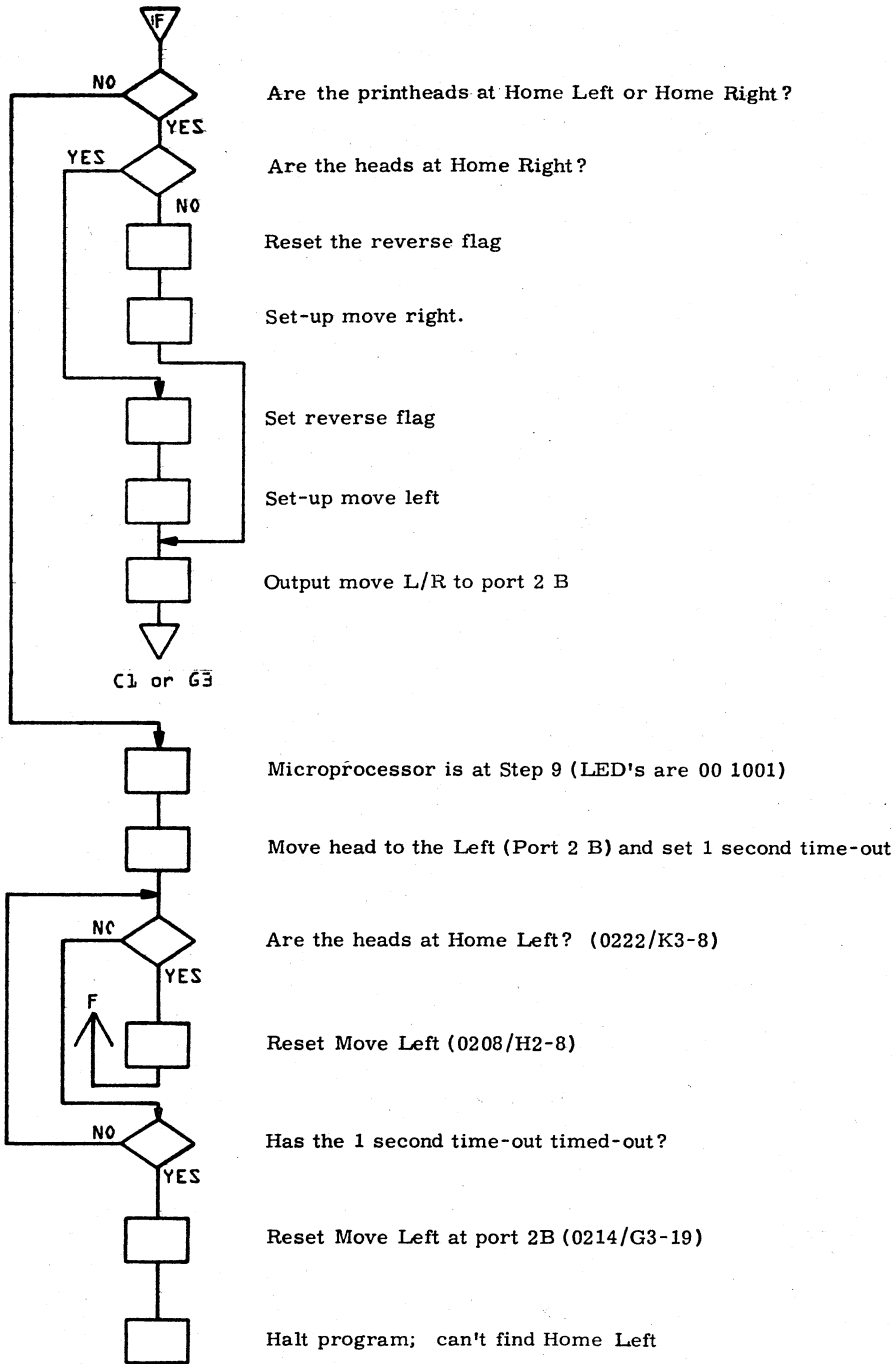 F
NO
Are the printheads at Home Left or Home Right?
YES
YES
Are the heads at Home Right?
NO
Reset the reverse flag
Set-up move right.
Set reverse flag
Set-up move left
Output move L/R to port 2 B
C1 or G3
Microprocessor is at Step 9 (LED's are 00 1001)
Move head to the Left (Port 2 B) and set 1 second time-out
NO
Are the heads at Home Left? (0222/K3-8)
YES
F
Reset Move Left (0208/H2-8)
NO
Has the 1 second time-out timed-out?
YES
Reset Move Left at port 2B (0214/G3-19)
Halt program; can't find Home Left